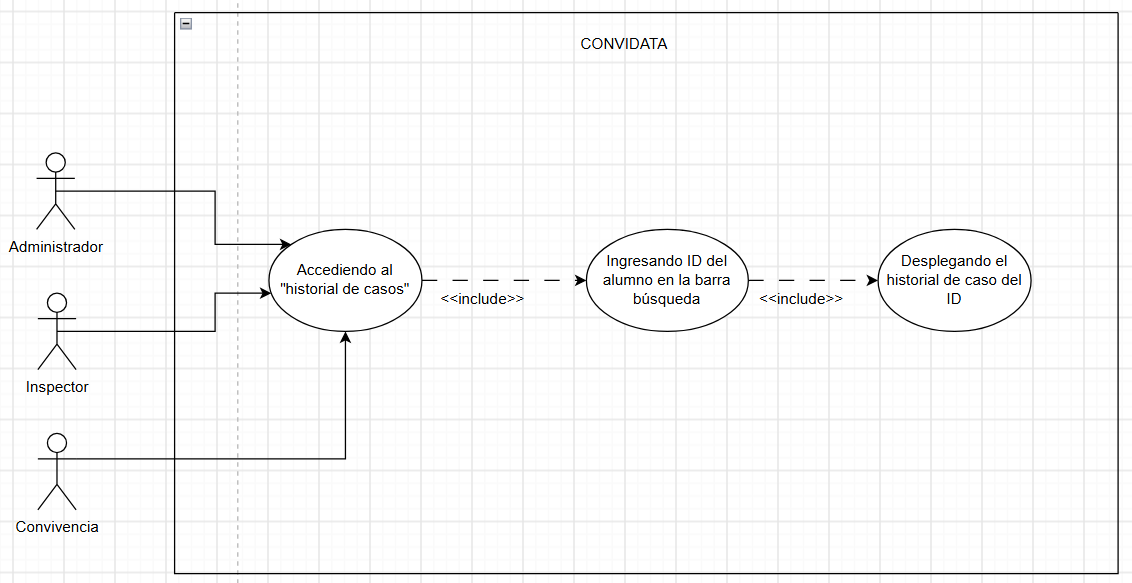 CONVIDATA
Administrador
Accediendo al
"historial de casos"
<<include>>
Ingresando ID del
alumno en la barra
búsqueda
<<include>>
Desplegando el
historial de caso del
ID
Inspector
Convivencia